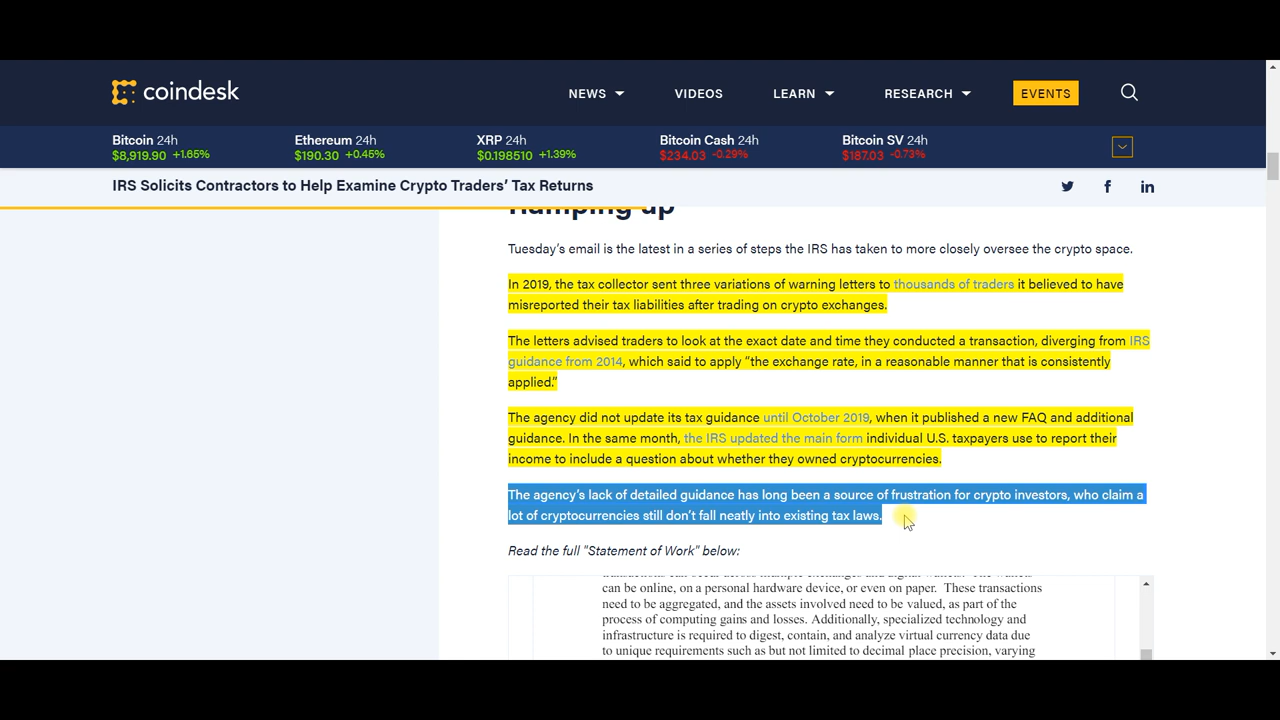 coindesk
NEWS VIDEOS LEARN RESEARCH EVENTS
Bitcoin 24h Ethereum 24h XRP 24h Bitcoin Cash 24h Bitcoin SV 24h
$8,919.90 +1.65% $190.30 +0.45% $0.198510 +1.39% $234.03 -0.29% $187.03 -0.73%
IRS Solicits Contractors to Help Examine Crypto Traders’ Tax Returns
Ramping up
Tuesday’s email is the latest in a series of steps the IRS has taken to more closely oversee the crypto space.
In 2019, the tax collector sent three variations of warning letters to thousands of traders it believed to have
misreported their tax liabilities after trading on crypto exchanges.
The letters advised traders to look at the exact date and time they conducted a transaction, diverging from IRS
guidance from 2014, which said to apply “the exchange rate, in a reasonable manner that is consistently
applied.”
The agency did not update its tax guidance until October 2019, when it published a new FAQ and additional
guidance. In the same month, the IRS updated the main form individual U.S. taxpayers use to report their
income to include a question about whether they owned cryptocurrencies.
The agency’s lack of detailed guidance has long been a source of frustration for crypto investors, who claim a
lot of cryptocurrencies still don’t fall neatly into existing tax laws.
Read the full "Statement of Work" below:
transactions can occur across multiple exchanges and digital wallets. The wallets
can be online, on a personal hardware device, or even on paper. These transactions
need to be aggregated, and the assets involved need to be valued, as part of the
process of computing gains and losses. Additionally, specialized technology and
infrastructure is required to digest, contain, and analyze virtual currency data due
to unique requirements such as but not limited to decimal place precision, varying